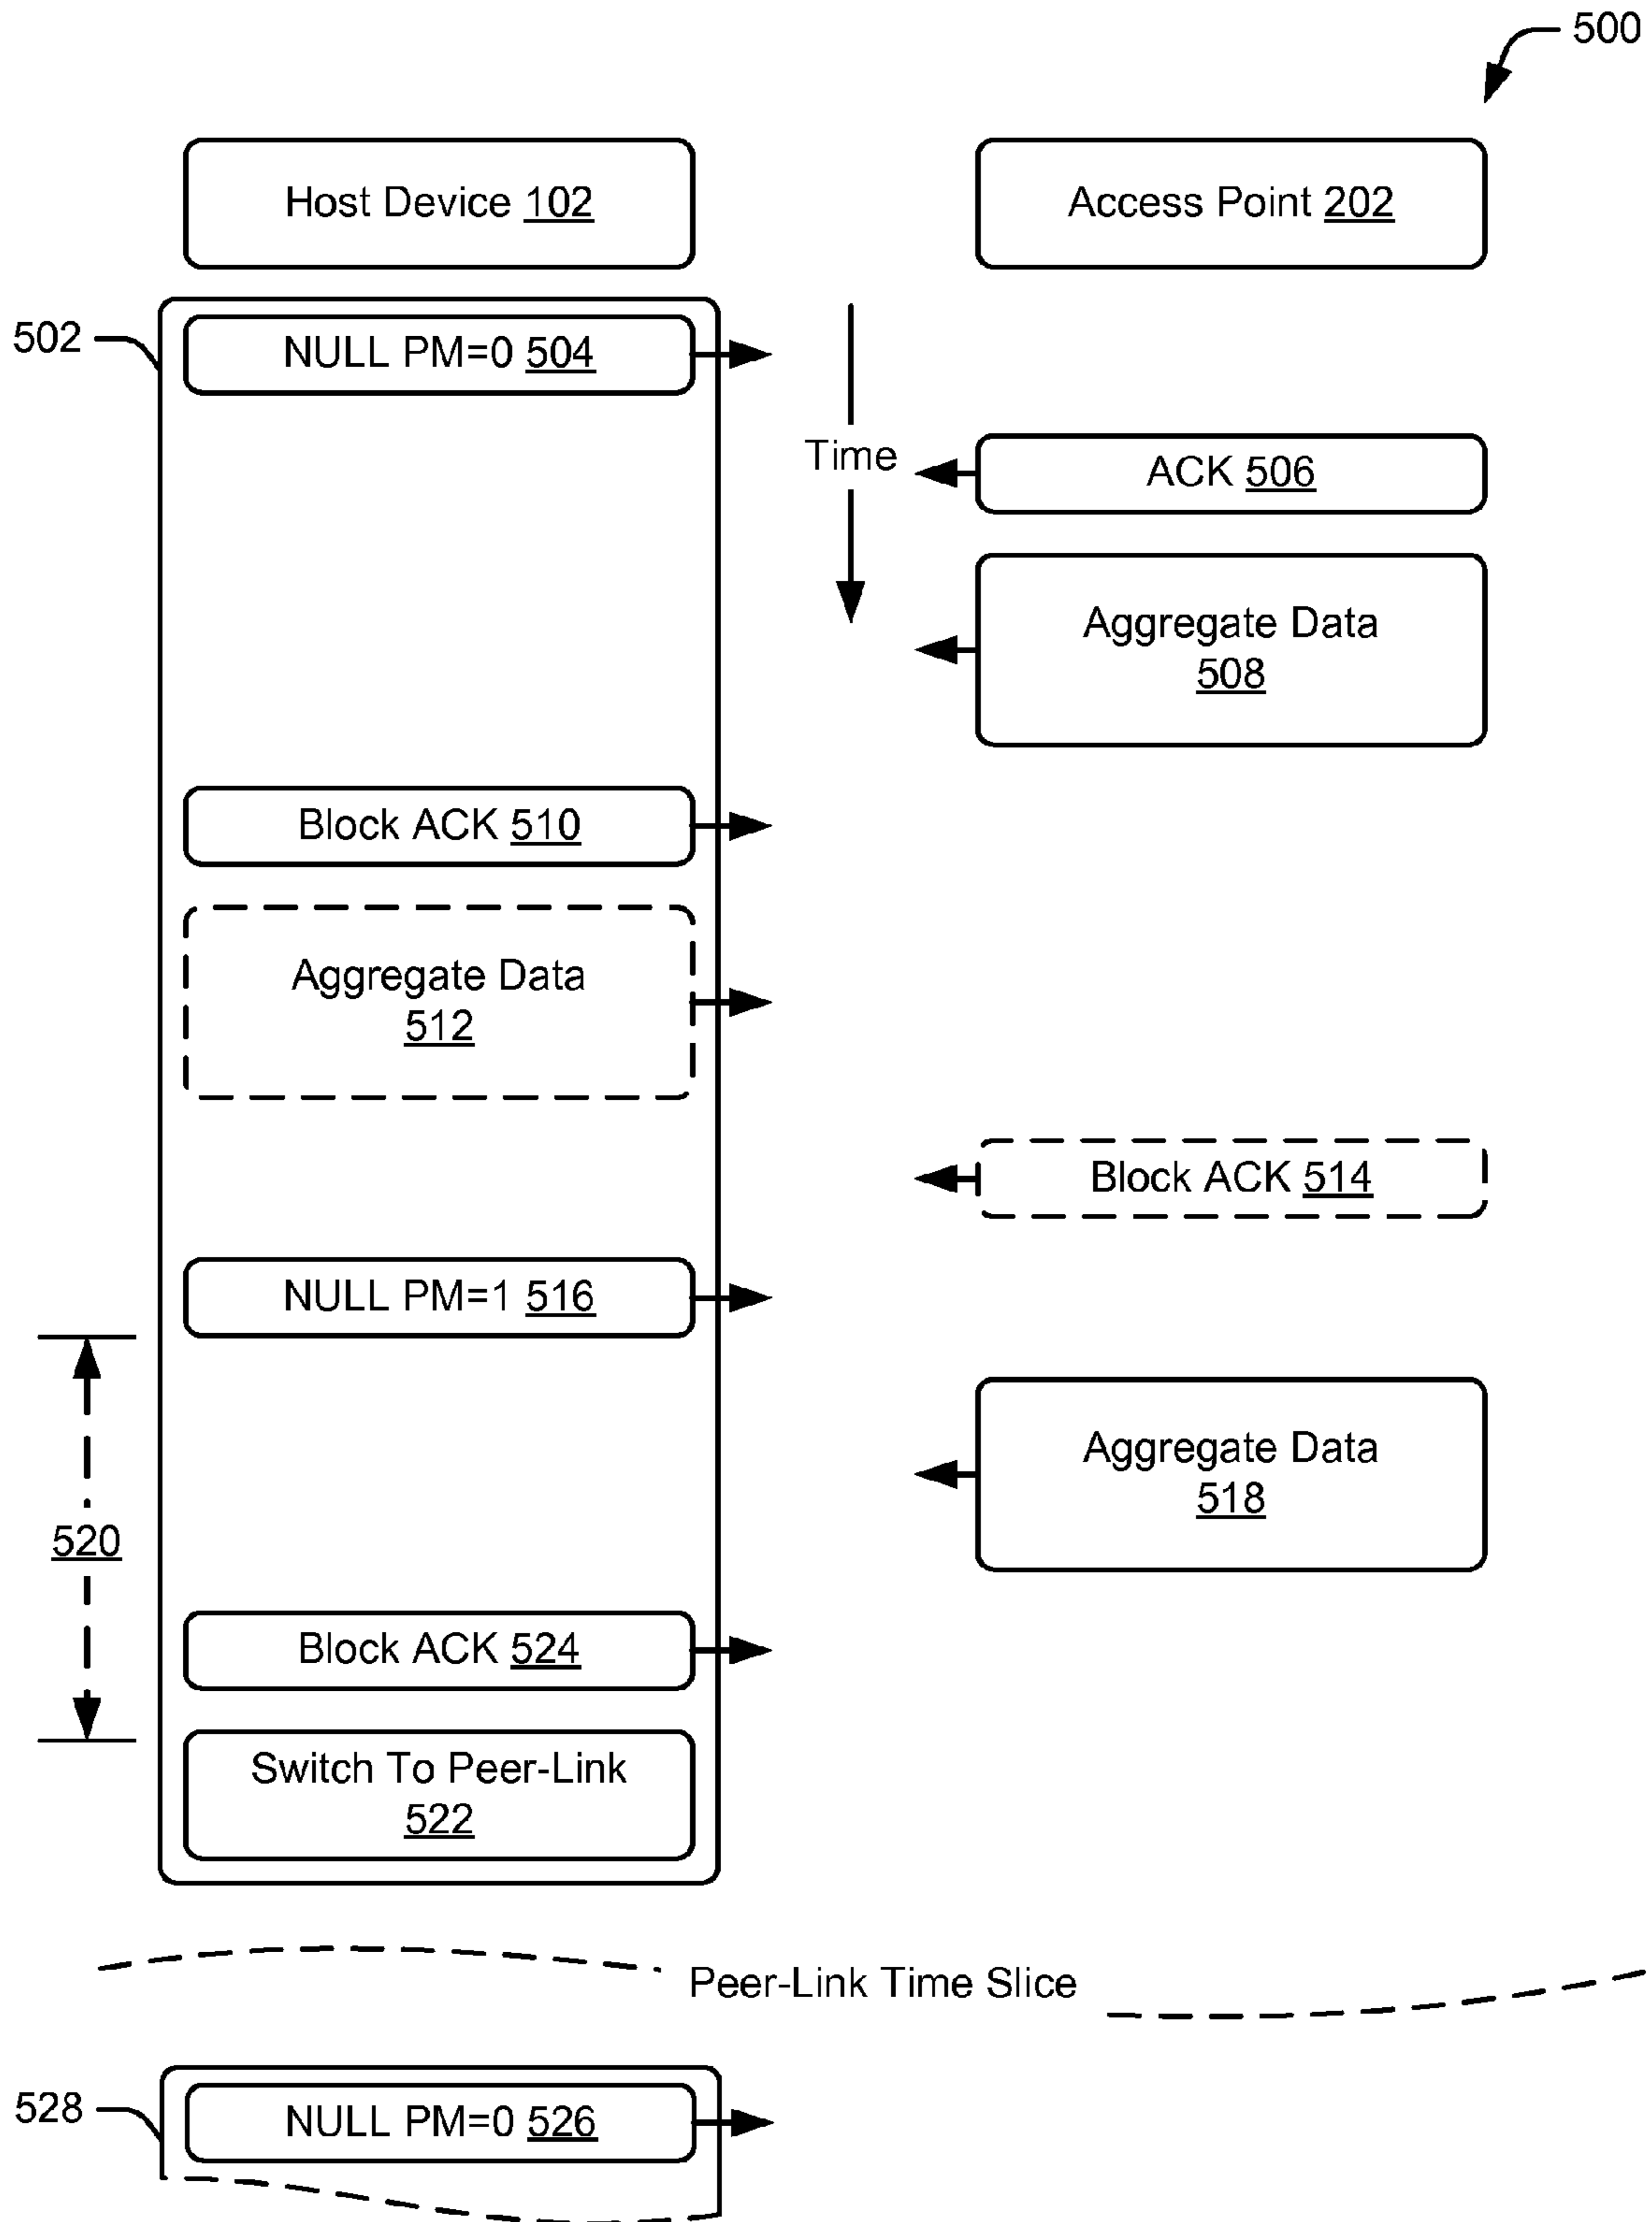 500
Host Device 102
Access Point 202
502
NULL PM=0 504
Time
ACK 506
Aggregate Data
508
Block ACK 510
Aggregate Data
512
Block ACK 514
NULL PM=1 516
Aggregate Data
518
520
Block ACK 524
Switch To Peer-Link
522
Peer-Link Time Slice
528
NULL PM=0 526